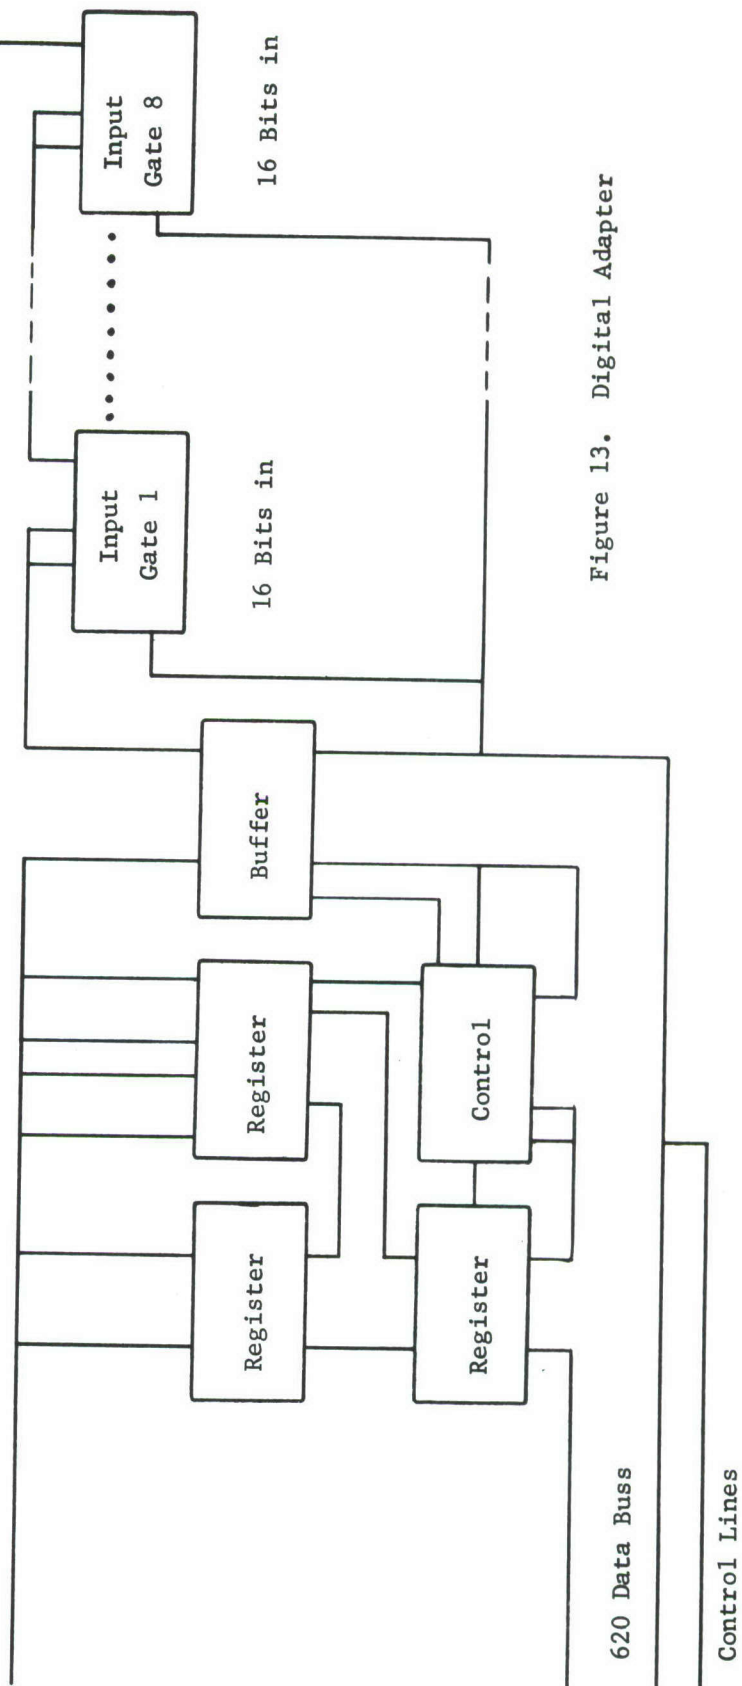 Input
Gate 8
16 Bits in
Input
Gate 1
16 Bits in
Buffer
Register
Control
Register
Register
620 Data Buss
Control Lines
Figure 13. Digital Adapter